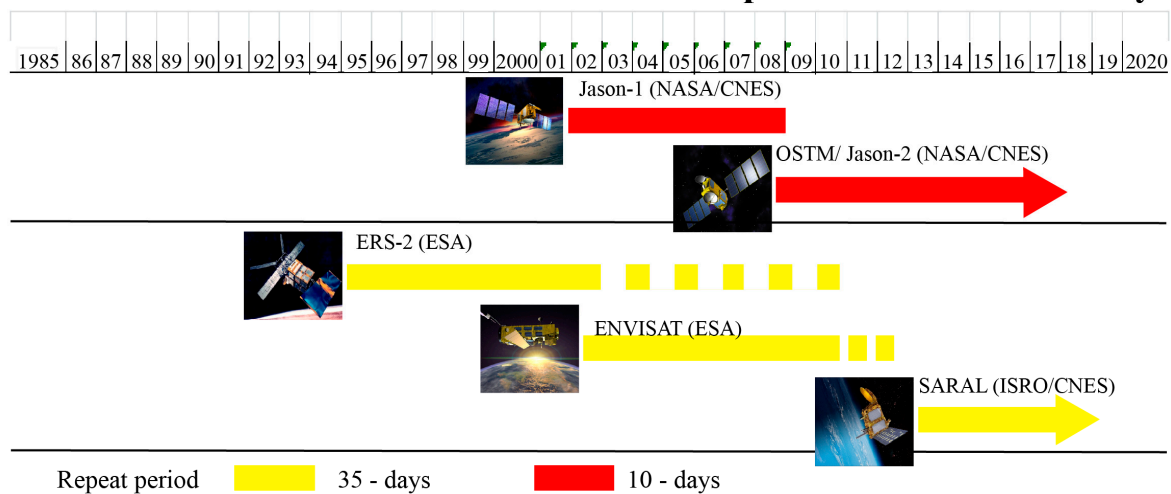 1985 86 87 88 89 90 91 92 93 94 95 96 97 98 99 2000 01 02 03 04 05 06 07 08 09 10 11 12 13 14 15 16 17 18 19 2020
Jason-1 (NASA/CNES)
OSTM/ Jason-2 (NASA/CNES)
ERS-2 (ESA)
ENVISAT (ESA)
SARAL (ISRO/CNES)
Repeat period 35 - days 10 - days